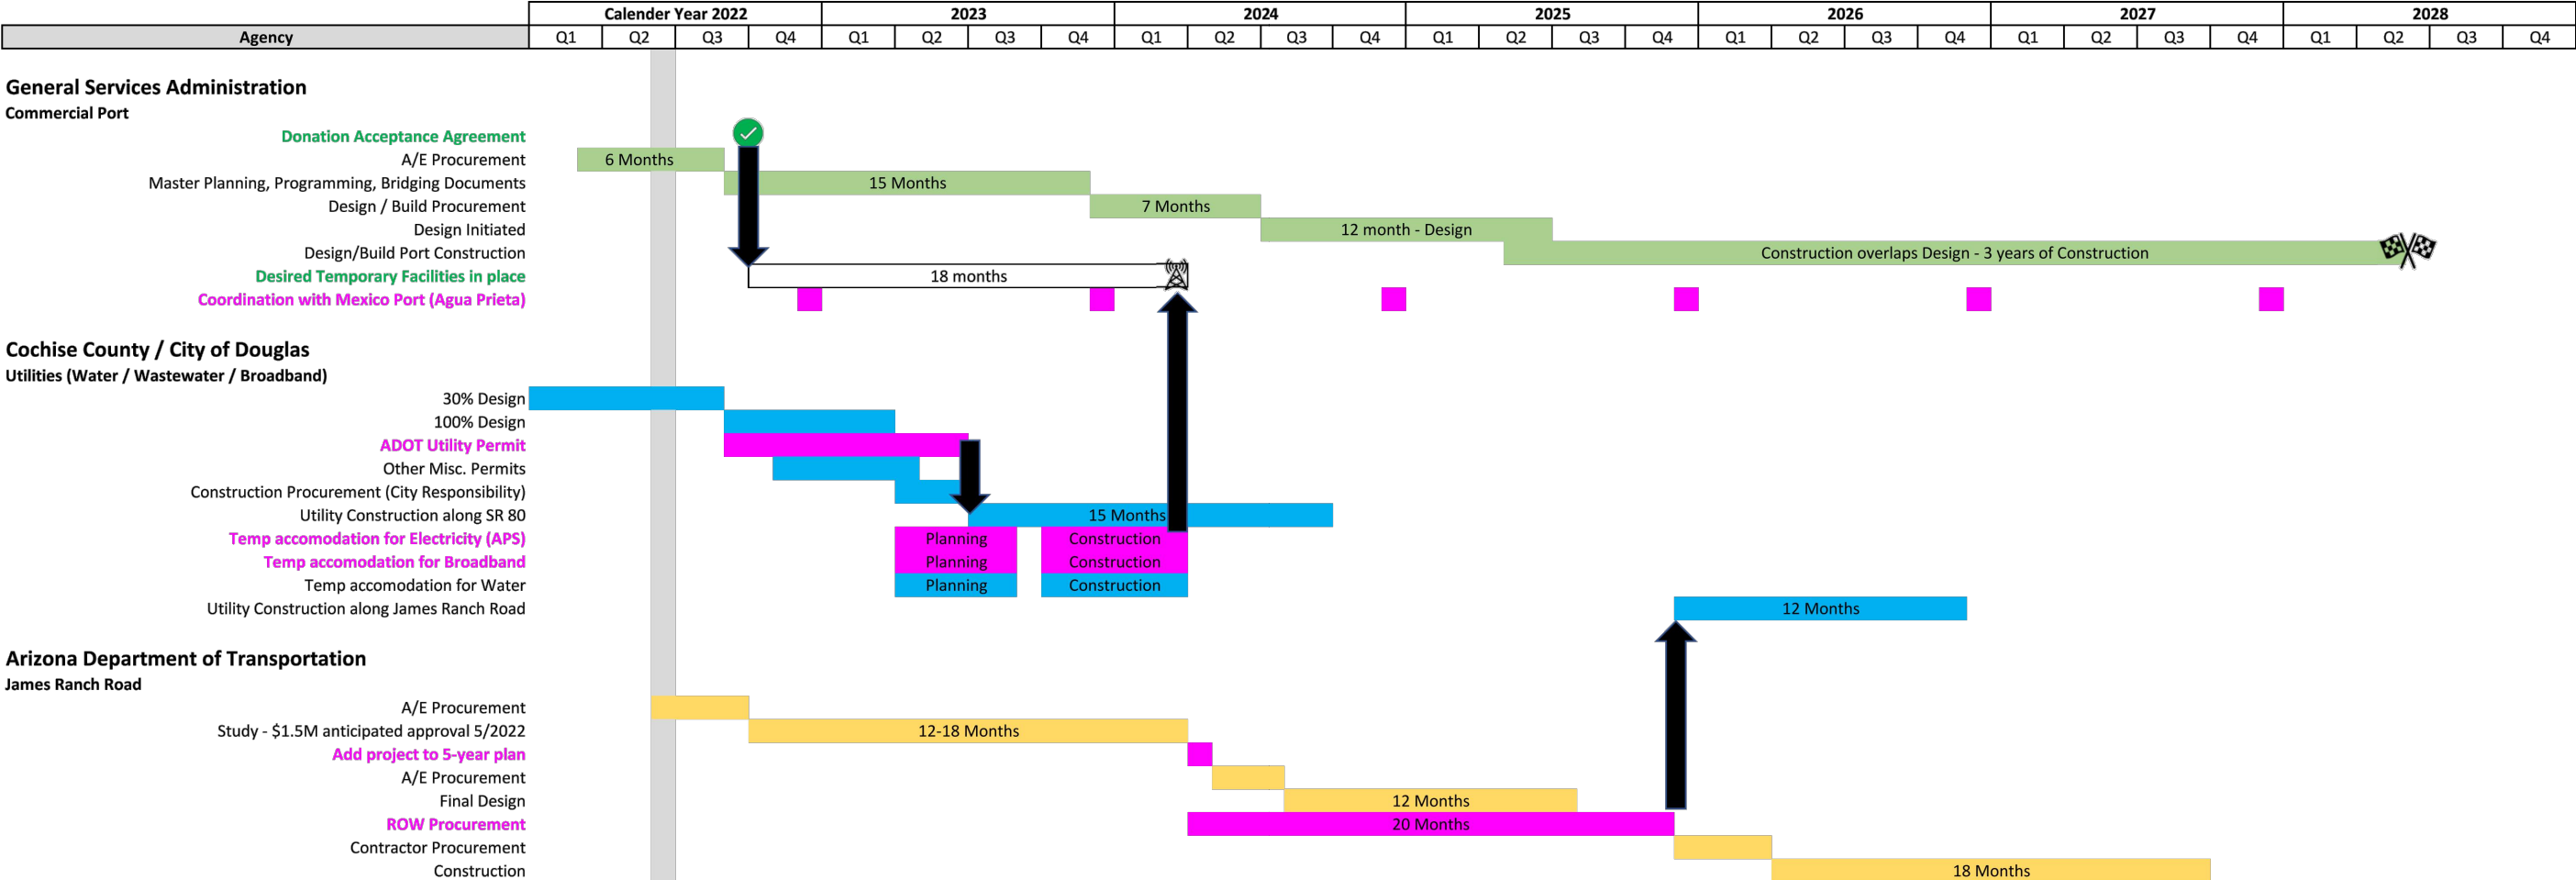 Calender Year 2022 2023 2024 2025 2026 2027 2028
Agency Q1 Q2 Q3 Q4 Q1 Q2 Q3 Q4 Q1 Q2 Q3 Q4 Q1 Q2 Q3 Q4 Q1 Q2 Q3 Q4 Q1 Q2 Q3 Q4 Q1 Q2 Q3 Q4
General Services Administration
Commercial Port
Donation Acceptance Agreement
A/E Procurement 6 Months
Master Planning, Programming, Bridging Documents 15 Months
Design / Build Procurement 7 Months
Design Initiated 12 month - Design
Design/Build Port Construction Construction overlaps Design - 3 years of Construction
Desired Temporary Facilities in place 18 months
Coordination with Mexico Port (Agua Prieta)
Cochise County / City of Douglas
Utilities (Water / Wastewater / Broadband)
30% Design
100% Design
ADOT Utility Permit
Other Misc. Permits
Construction Procurement (City Responsibility)
Utility Construction along SR 80 15 Months
Temp accomodation for Electricity (APS) Planning Construction
Temp accomodation for Broadband Planning Construction
Temp accomodation for Water Planning Construction
Utility Construction along James Ranch Road 12 Months
Arizona Department of Transportation
James Ranch Road
A/E Procurement
Study - $1.5M anticipated approval 5/2022 12-18 Months
Add project to 5-year plan
A/E Procurement
Final Design 12 Months
ROW Procurement 20 Months
Contractor Procurement
Construction 18 Months